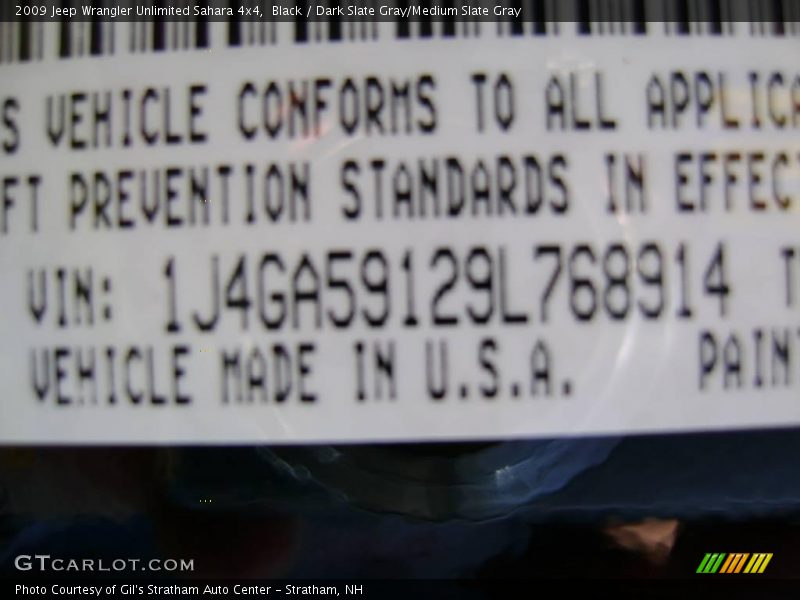 2009 Jeep Wrangler Unlimited Sahara 4x4,  Black / Dark Slate Gray/Medium Slate Gray
S VEHICLE CONFORMS TO ALL APPLICA
FT PREVENTION STANDARDS IN EFFEC
VIN: 1J4GA59129L768914 T
VEHICLE MADE IN U.S.A. PAINT
GTCARLOT.COM
Photo Courtesy of Gil's Stratham Auto Center - Stratham, NH